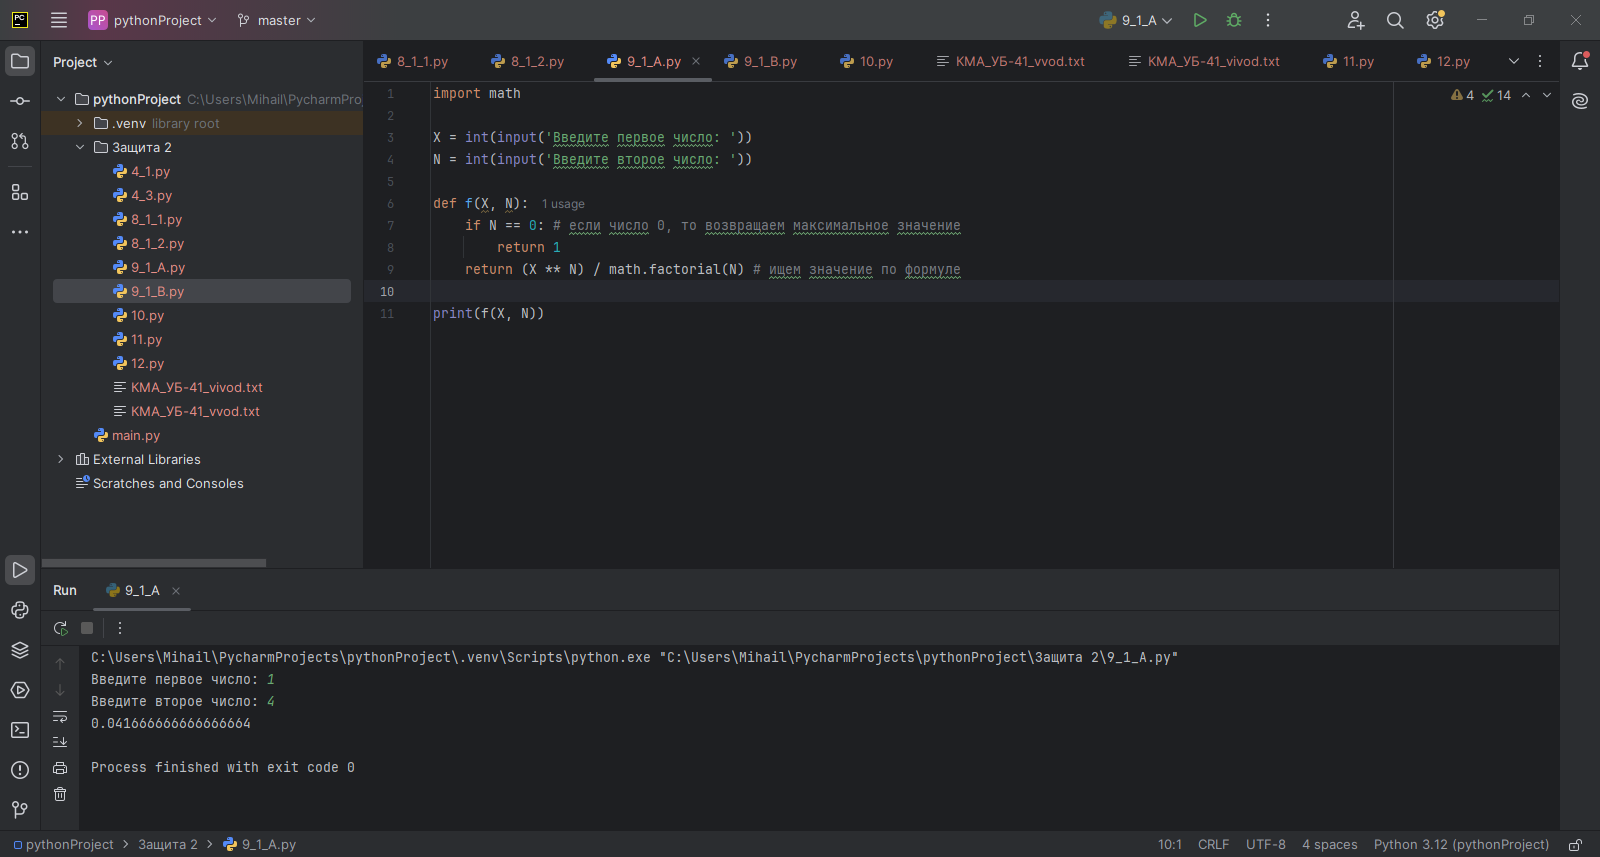 PC
PP pythonProject master 9_1_A
Project
8_1_1.py 8_1_2.py 9_1_A.py 9_1_B.py 10.py КМА_УБ-41_vvod.txt КМА_УБ-41_vivod.txt 11.py 12.py
pythonProject C:\Users\Mihail\PycharmProj
.venv library root
Защита 2
4_1.py
4_3.py
8_1_1.py
8_1_2.py
9_1_A.py
9_1_B.py
10.py
11.py
12.py
КМА_УБ-41_vivod.txt
КМА_УБ-41_vvod.txt
main.py
External Libraries
Scratches and Consoles
4 14
1 import math
2
3 X = int(input('Введите первое число: '))
4 N = int(input('Введите второе число: '))
5
6 def f(X, N): 1 usage
7 if N == 0: # если число 0, то возвращаем максимальное значение
8 return 1
9 return (X ** N) / math.factorial(N) # ищем значение по формуле
10
11 print(f(X, N))
Run 9_1_A
C:\Users\Mihail\PycharmProjects\pythonProject\.venv\Scripts\python.exe "C:\Users\Mihail\PycharmProjects\pythonProject\Защита 2\9_1_A.py"
Введите первое число: 1
Введите второе число: 4
0.041666666666666664
Process finished with exit code 0
pythonProject > Защита 2 > 9_1_A.py 10:1 CRLF UTF-8 4 spaces Python 3.12 (pythonProject)